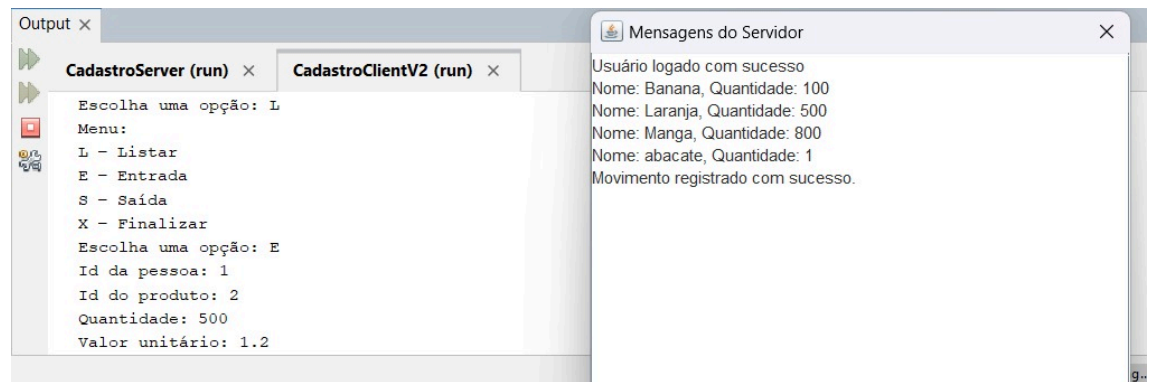 Output ×
CadastroServer (run) ×
CadastroClientV2 (run) ×
Escolha uma opção: L
Menu:
L - Listar
E - Entrada
S - Saída
X - Finalizar
Escolha uma opção: E
Id da pessoa: 1
Id do produto: 2
Quantidade: 500
Valor unitário: 1.2
Mensagens do Servidor
Usuário logado com sucesso
Nome: Banana, Quantidade: 100
Nome: Laranja, Quantidade: 500
Nome: Manga, Quantidade: 800
Nome: abacate, Quantidade: 1
Movimento registrado com sucesso.
g..